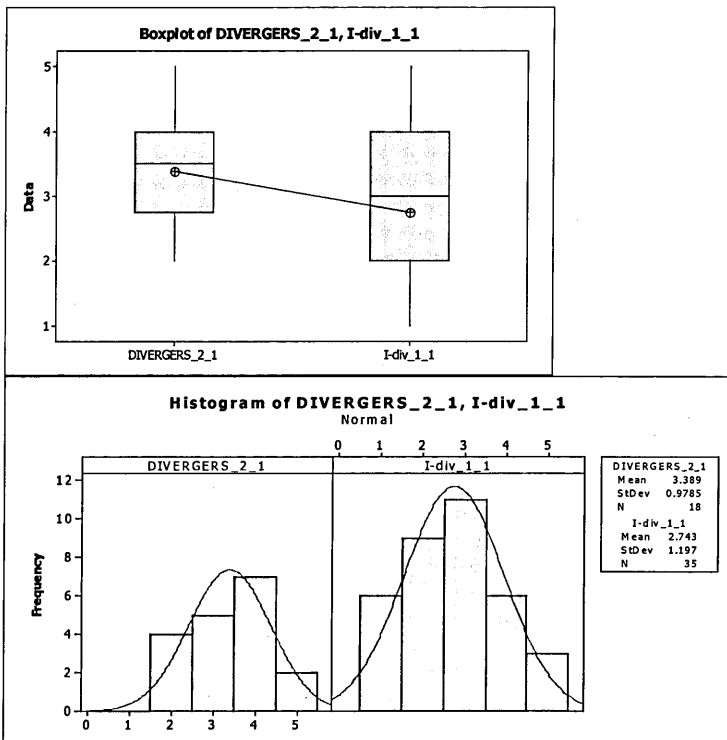 Boxplot of DIVERGERS_2_1, I-div_1_1
5
4
3
2
1
Data
DIVERGERS_2_1
I-div_1_1
Histogram of DIVERGERS_2_1, I-div_1_1
Normal
0 1 2 3 4 5
DIVERGERS_2_1
I-div_1_1
12
10
8
6
4
2
0
Frequency
0 1 2 3 4 5
DIVERGERS_2_1
Mean 3.389
StDev 0.9785
N 18
I-div_1_1
Mean 2.743
StDev 1.197
N 35